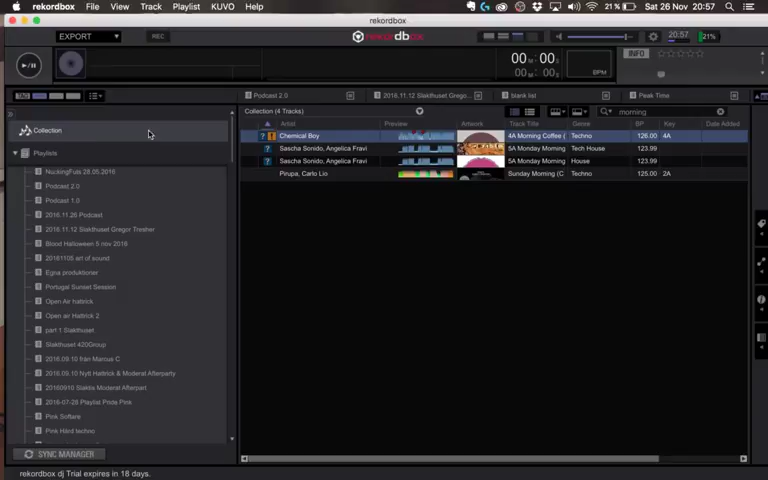 rekordbox File View Track Playlist KUVO Help 21% Sat 26 Nov 20:57
rekordbox
EXPORT REC rekordbox 20:57 21%
00 M 00 S INFO
00 00 BPM
Podcast 2.0 2018.11.12 Slakthuset Grego... blank list Peak Time
Collection (4 Tracks) morning
Artist Preview Artwork Track Title Genre BP Key Date Added
Collection
Playlists
Chemical Boy 4A Morning Coffee ( Techno 126.00 4A
Sascha Sonido, Angelica Fravi 5A Monday Morning Tech House 123.99
Sascha Sonido, Angelica Fravi 5A Monday Morning House 123.99
Pirupa, Carlo Lio Sunday Morning (C Techno 125.00 2A
NuckingFuts 28.05.2016
Podcast 2.0
Podcast 1.0
2016.11.26 Podcast
2018.11.12 Slakthuset Gregor Tresher
Blood Halloween 5 nov 2016
20161105 art of sound
Egna produktioner
Portugal Sunset Session
Open Air hattrick
Open air Hattrick 2
part 1 Slakthuset
Slakthuset 420Group
2016.09.10 från Marcus C
2016.09.10 Nytt Hattrick & Moderat Afterparty
20160910 Slaktis Moderat Afterpart
2016-07-28 Playlist Pride Pink
Pink Softare
Pink Hård techno
SYNC MANAGER
rekordbox dj Trial expires in 18 days.